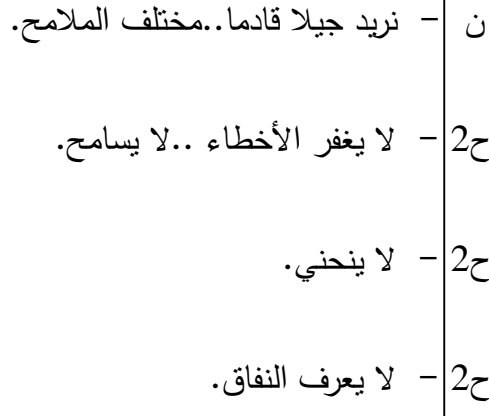 ن - نريد جيلا قادما..مختلف الملامح.
ح2 - لا يغفر الأخطاء ..لا يسامح.
ح2 - لا ينحني.
ح2 - لا يعرف النفاق.